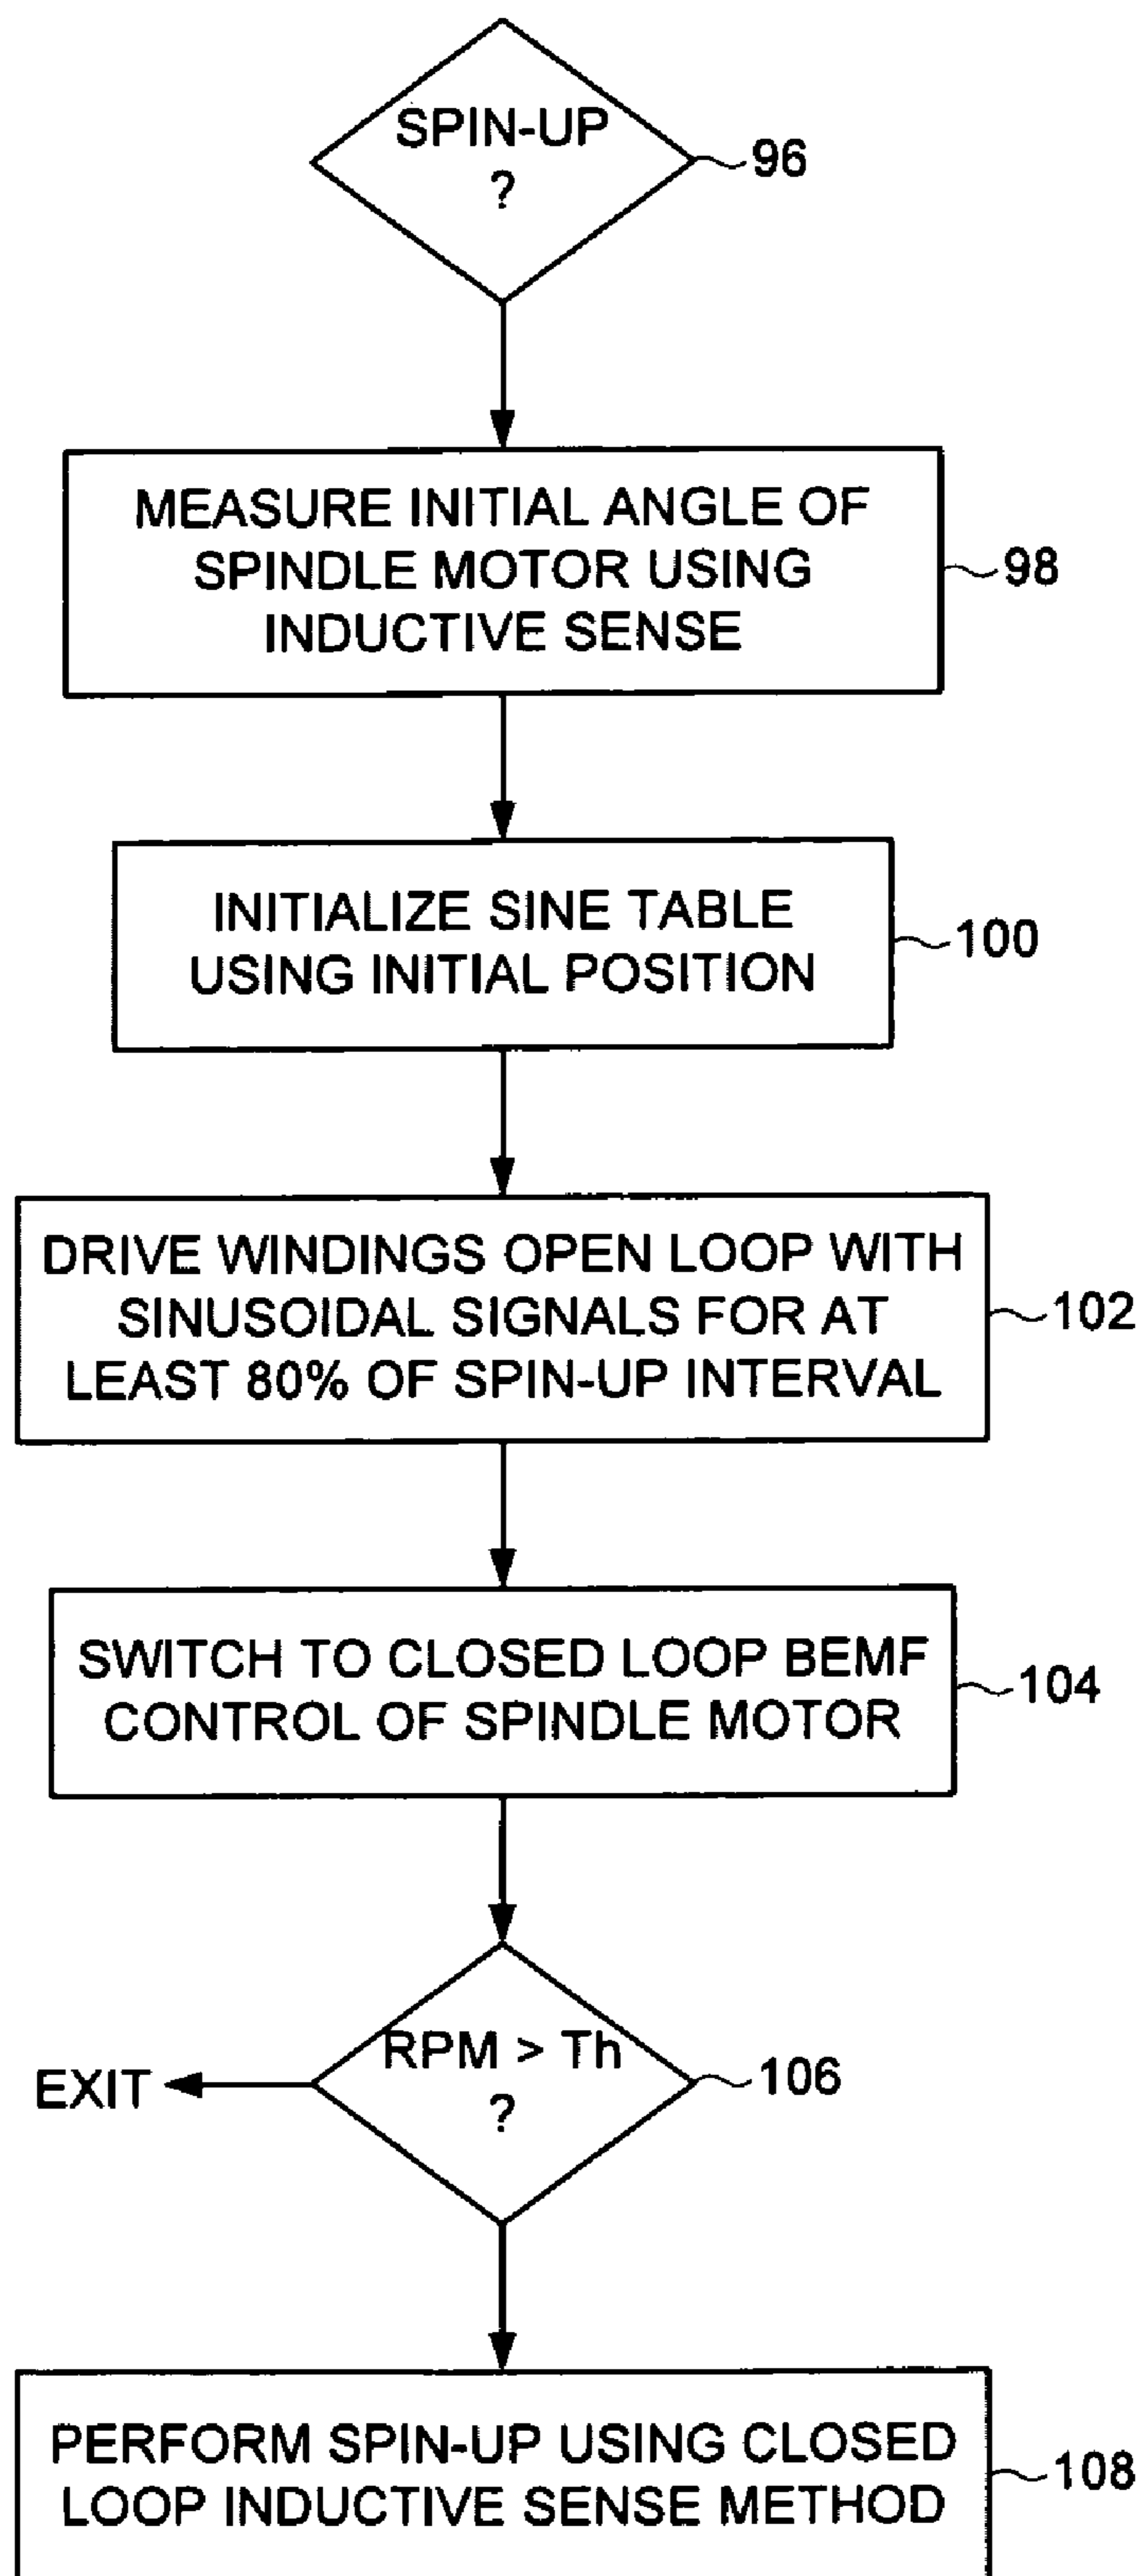 SPIN-UP
?
96
MEASURE INITIAL ANGLE OF
SPINDLE MOTOR USING
INDUCTIVE SENSE
98
INITIALIZE SINE TABLE
USING INITIAL POSITION
100
DRIVE WINDINGS OPEN LOOP WITH
SINUSOIDAL SIGNALS FOR AT
LEAST 80% OF SPIN-UP INTERVAL
102
SWITCH TO CLOSED LOOP BEMF
CONTROL OF SPINDLE MOTOR
104
RPM > Th
?
106
EXIT
PERFORM SPIN-UP USING CLOSED
LOOP INDUCTIVE SENSE METHOD
108